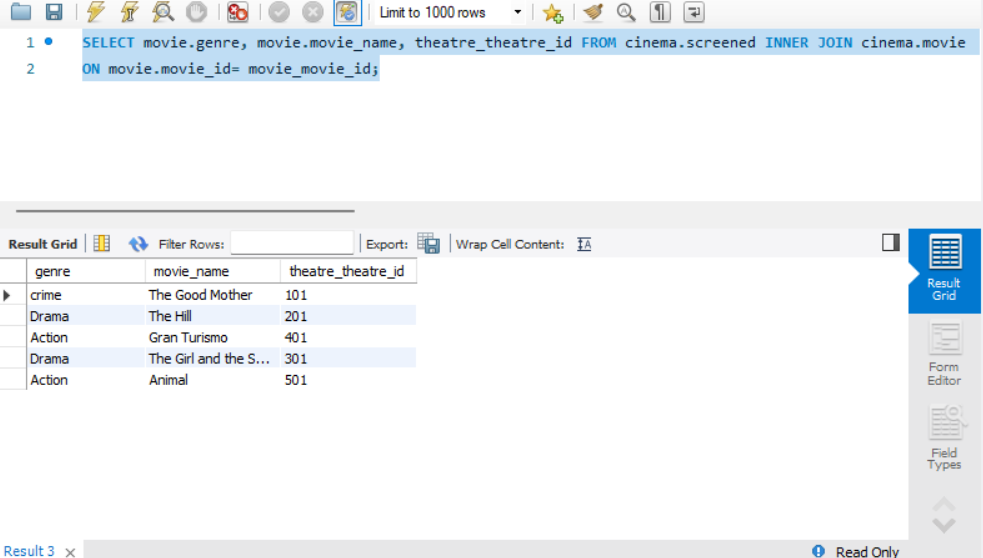 Limit to 1000 rows
1 SELECT movie.genre, movie.movie_name, theatre_theatre_id FROM cinema.screened INNER JOIN cinema.movie
2 ON movie.movie_id= movie_movie_id;
Result Grid Filter Rows: Export: Wrap Cell Content: IA
genre movie_name theatre_theatre_id
crime The Good Mother 101
Drama The Hill 201
Action Gran Turismo 401
Drama The Girl and the S... 301
Action Animal 501
Result
Grid
Form
Editor
Field
Types
Result 3 Read Only